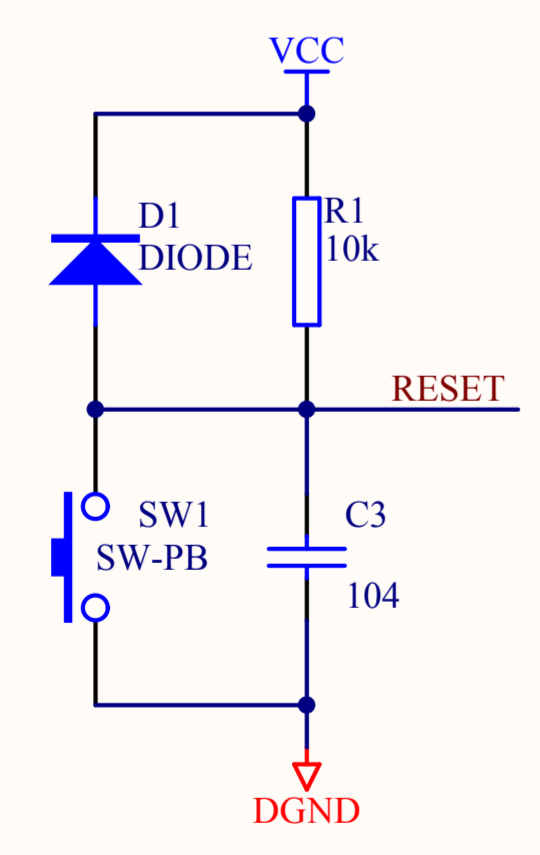 VCC
D1
DIODE
R1
10k
RESET
SW1
SW-PB
C3
104
DGND